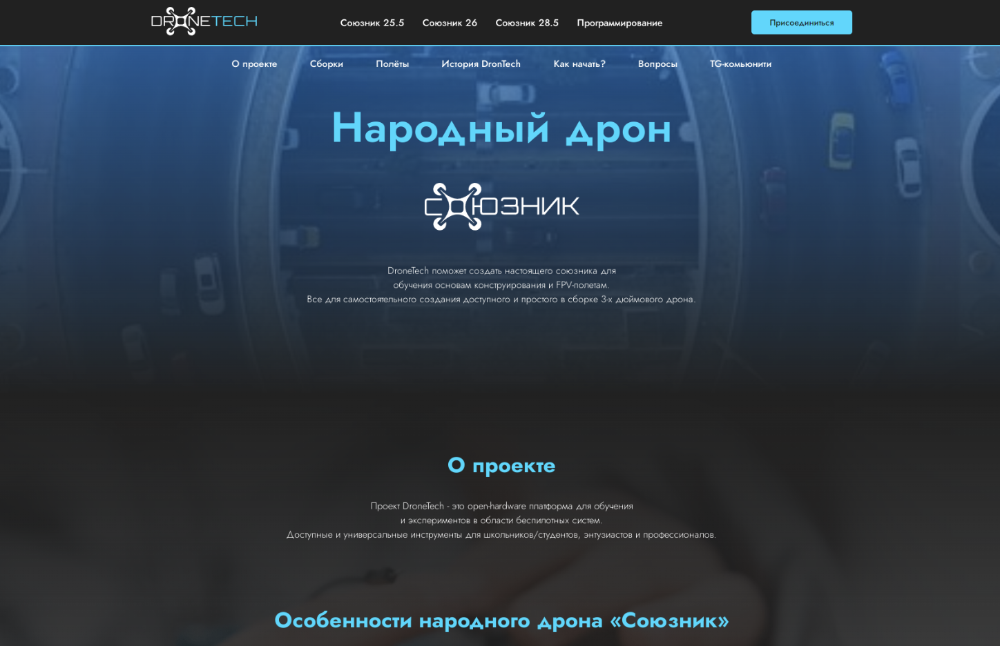 DRONETECH
Союзник 25.5 Союзник 26 Союзник 28.5 Программирование
Присоединиться
О проекте Сборки Полёты История DronTech Как начать? Вопросы TG-комьюнити
Народный дрон
СОЮЗНИК
DroneTech поможет создать настоящего союзника для
обучения основам конструирования и FPV-полетам.
Все для самостоятельного создания доступного и простого в сборке 3-х дюймового дрона.
О проекте
Проект DroneTech - это open-hardware платформа для обучения
и экспериментов в области беспилотных систем.
Доступные и универсальные инструменты для школьников/студентов, энтузиастов и профессионалов.
Особенности народного дрона «Союзник»